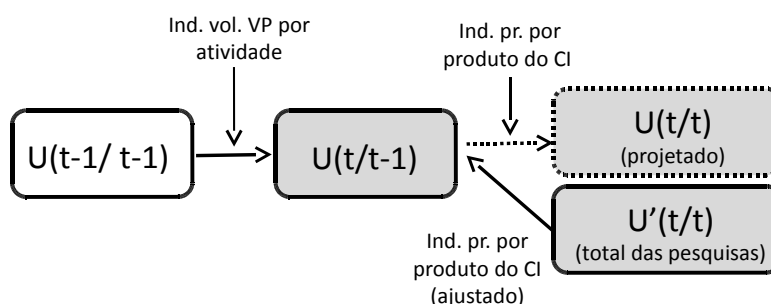 Ind. vol. VP por
atividade
Ind. pr. por
produto do CI
U(t-1/ t-1)
U(t/t-1)
U(t/t)
(projetado)
U’(t/t)
(total das pesquisas)
Ind. pr. por
produto do CI
(ajustado)